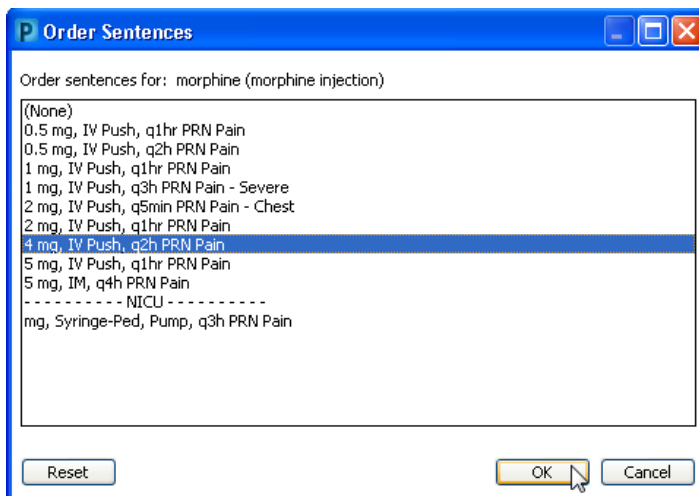 P Order Sentences
Order sentences for: morphine (morphine injection)
(None)
0.5 mg, IV Push, q1hr PRN Pain
0.5 mg, IV Push, q2h PRN Pain
1 mg, IV Push, q1hr PRN Pain
1 mg, IV Push, q3h PRN Pain - Severe
2 mg, IV Push, q5min PRN Pain - Chest
2 mg, IV Push, q1hr PRN Pain
4 mg, IV Push, q2h PRN Pain
5 mg, IV Push, q1hr PRN Pain
5 mg, IM, q4h PRN Pain
- - - - - - - - - - NICU - - - - - - - - - -
mg, Syringe-Ped, Pump, q3h PRN Pain
Reset OK Cancel